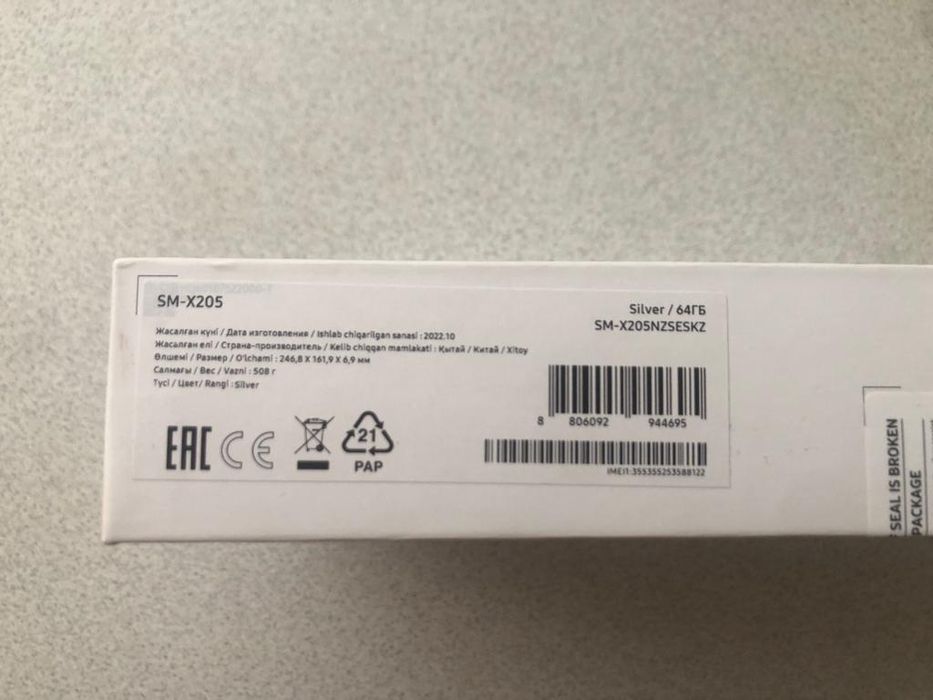 SM-X205
Silver / 64ГБ
SM-X205NZSESKZ
Жасалған күні / Дата изготовления / Ishlab chiqarilgan sanasi : 2022.10
Жасалған елі / Страна-производитель / Kelib chiqqan mamlakati : Қытай / Китай / Xitoy
Өлшемі / Размер / O'lchami : 246,8 X 161,9 X 6,9 мм
Салмағы / Вес / Vazni : 508 г
Түсі / Цвет/ Rangi : Silver
8 806092 944695
EAC CE
21
PAP
IMEI1:355355253588122
SEAL IS BROKEN
PACKAGE